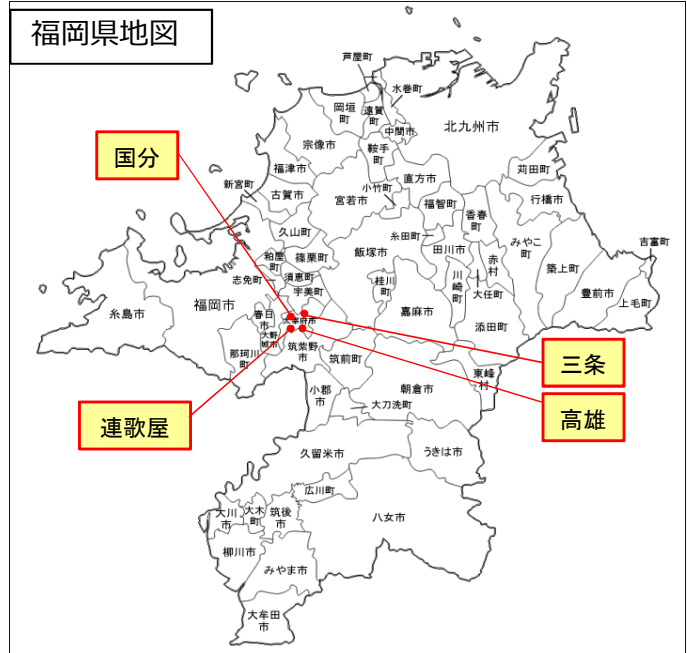 福岡県地図
芦屋町
水巻町
岡垣
町
遠賀
町
北九州市
中間市
宗像市
鞍手
町
国分
福津市
直方市
苅田町
新宮町
古賀市
小竹町
宮若市
福智町
行橋市
香春
町
久山町
糸田町
みやこ
町
吉富町
飯塚市
田川市
粕屋
町
篠栗町
赤
村
築上町
志免町
須恵町
桂川
町
川
崎
町
大任町
豊前市
宇美町
上毛町
糸島市
福岡市
春日
市
太宰府市
嘉麻市
添田町
大野
城市
那珂川
町
筑紫野
市
筑前町
三条
東峰
村
小郡
市
朝倉市
大刀洗町
高雄
連歌屋
久留米市
うきは市
広川町
大川
市
大木
町
筑後
市
八女市
柳川市
みやま市
大牟田
市